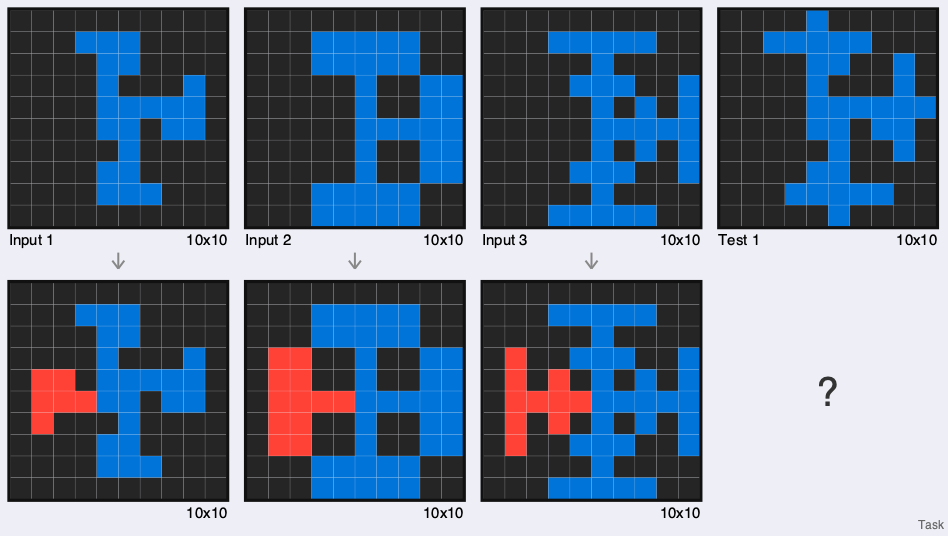 Input 1 10x10
Input 2 10x10
Input 3 10x10
Test 1 10x10
↓ ↓ ↓
?
10x10
10x10
10x10
Task